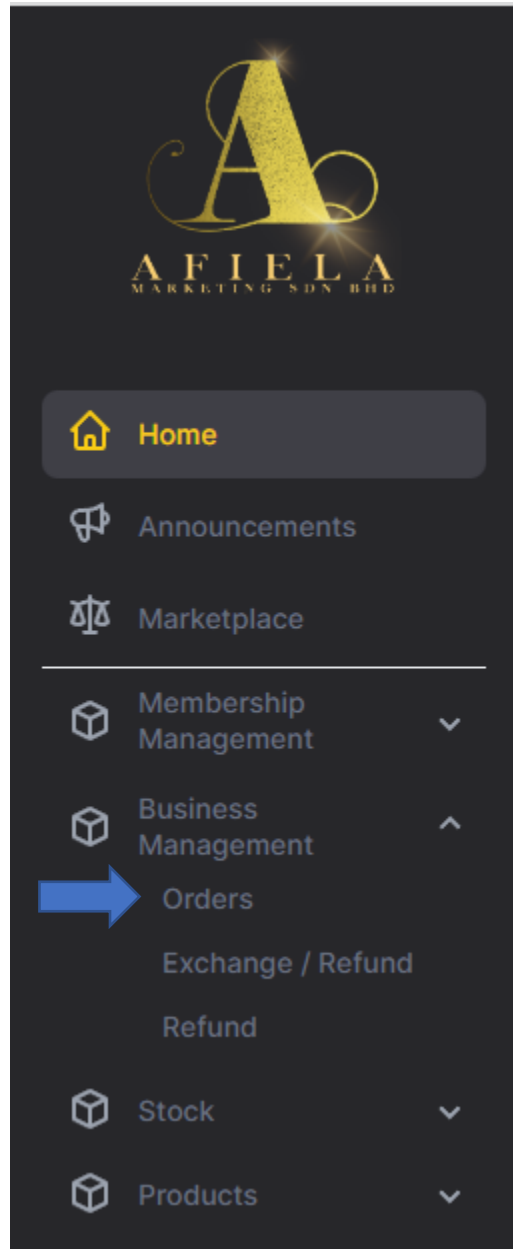 A
AFIELA
MARKETING SDN BHD
Home
Announcements
Marketplace
Membership
Management
Business
Management
Orders
Exchange / Refund
Refund
Stock
Products